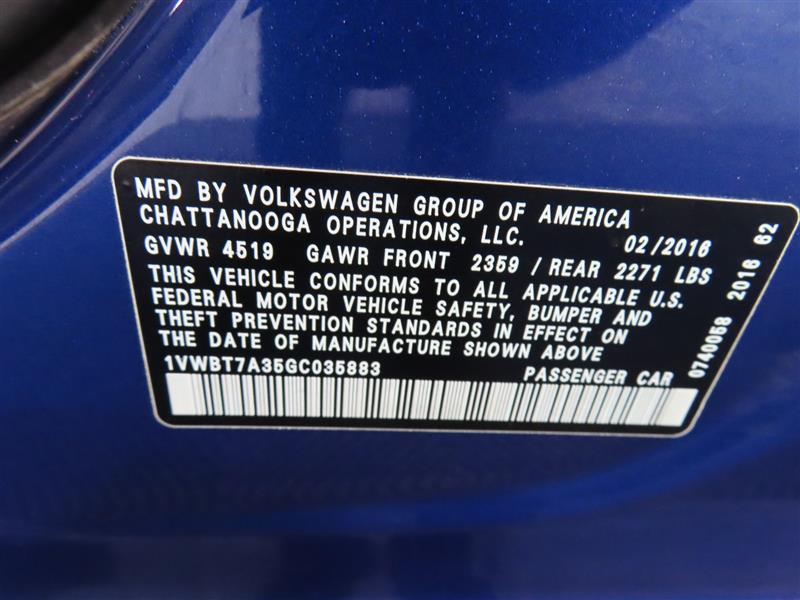 MFD BY VOLKSWAGEN GROUP OF AMERICA
CHATTANOOGA OPERATIONS, LLC. 02/2016
GVWR 4519 GAWR FRONT 2359 / REAR 2271 LBS
THIS VEHICLE CONFORMS TO ALL APPLICABLE U.S.
FEDERAL MOTOR VEHICLE SAFETY, BUMPER AND
THEFT PREVENTION STANDARDS IN EFFECT ON
THE DATE OF MANUFACTURE SHOWN ABOVE
1VWBT7A35GC035883 PASSENGER CAR
0740058 2016 62